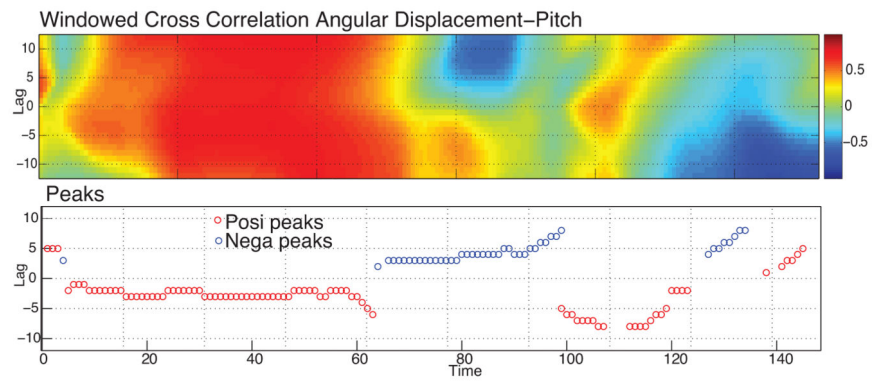 Windowed Cross Correlation Angular Displacement–Pitch
Lag
10
5
0
−5
−10
0.5
0
−0.5
Peaks
Posi peaks
Nega peaks
Lag
10
5
0
−5
−10
0 20 40 60 80 100 120 140
Time